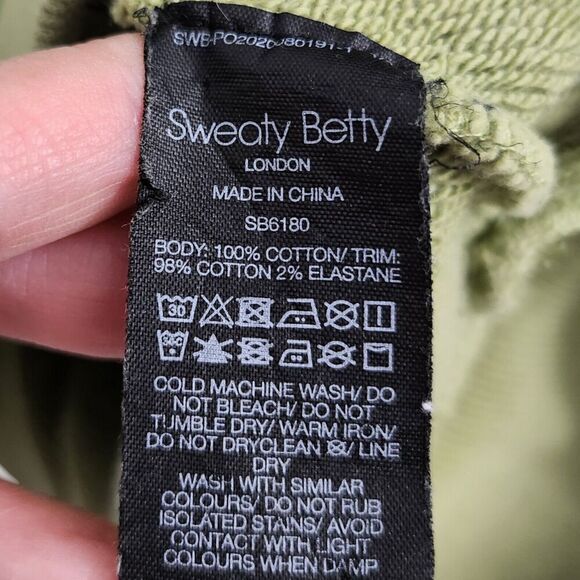 Sweaty Betty
LONDON
MADE IN CHINA
SB6180
BODY: 100% COTTON/ TRIM:
98% COTTON 2% ELASTANE
30
COLD MACHINE WASH/ DO
NOT BLEACH/ DO NOT
TUMBLE DRY/ WARM IRON/
DO NOT DRYCLEAN / LINE
DRY
WASH WITH SIMILAR
COLOURS/ DO NOT RUB
ISOLATED STAINS/ AVOID
CONTACT WITH LIGHT
COLOURS WHEN DAMP